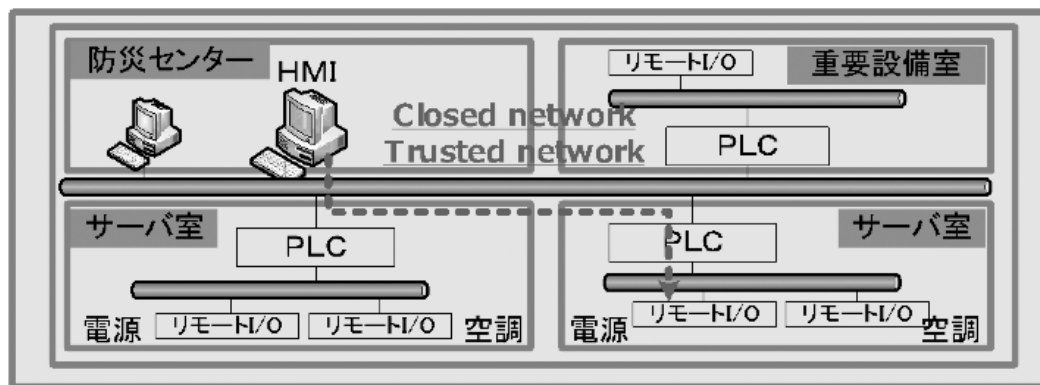 防災センター
HMI
リモートI/O
重要設備室
Closed network
Trusted network
PLC
サーバ室
PLC
PLC
サーバ室
電源
リモートI/O
リモートI/O
空調
電源
リモートI/O
リモートI/O
空調